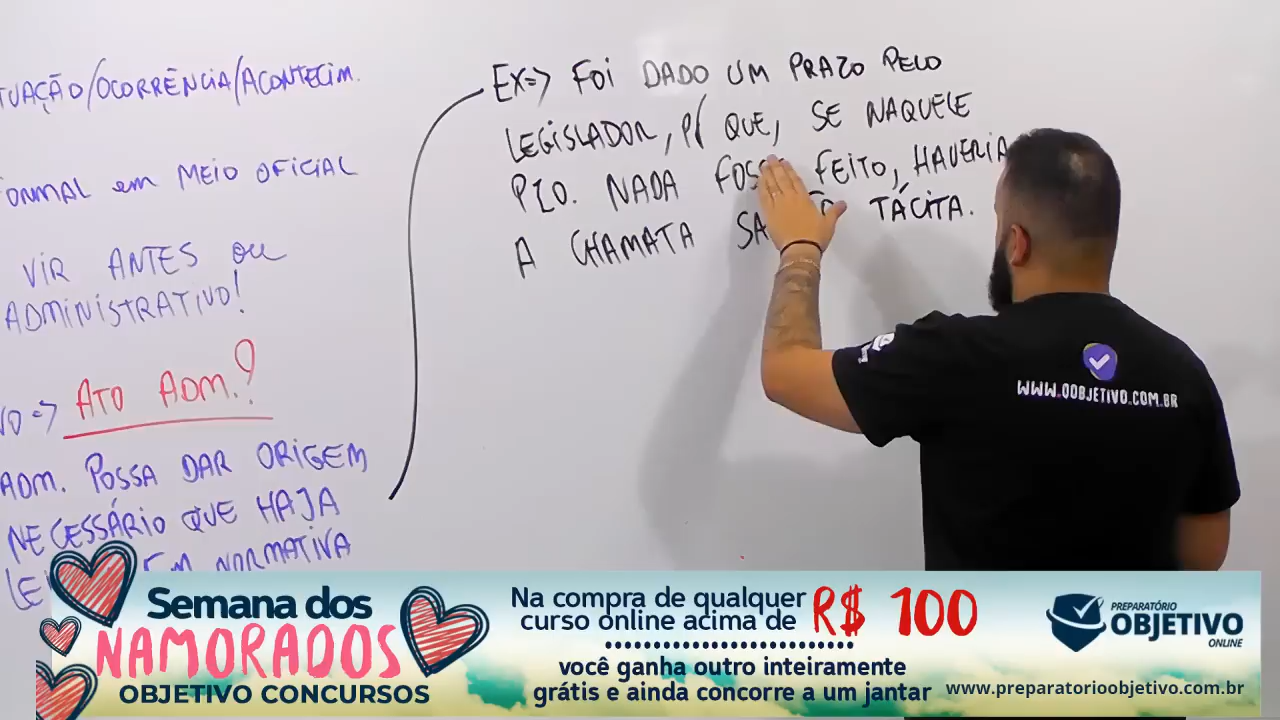 TUAÇÃO/OCORRÊNCIA/ACONTECIM.
ORMAL em MEIO OFICIAL
VIR ANTES ou
ADMINISTRATIVO!
VO=> ATO ADM.?
ADM. POSSA DAR ORIGEM
NECESSÁRIO QUE HAJA
NORMATIVA
EX=> FOI DADO UM PRAZO PELO
LEGISLADOR, P/ QUE, SE NAQUELE
PZO. NADA FOSSE FEITO, HAVERIA
A CHAMATA TÁCITA.
WWW.QOBJETIVO.COM.BR
Semana dos
NAMORADOS
OBJETIVO CONCURSOS
Na compra de qualquer
curso online acima de R$ 100
você ganha outro inteiramente
grátis e ainda concorre a um jantar
PREPARATÓRIO
OBJETIVO
ONLINE
www.preparatorioobjetivo.com.br